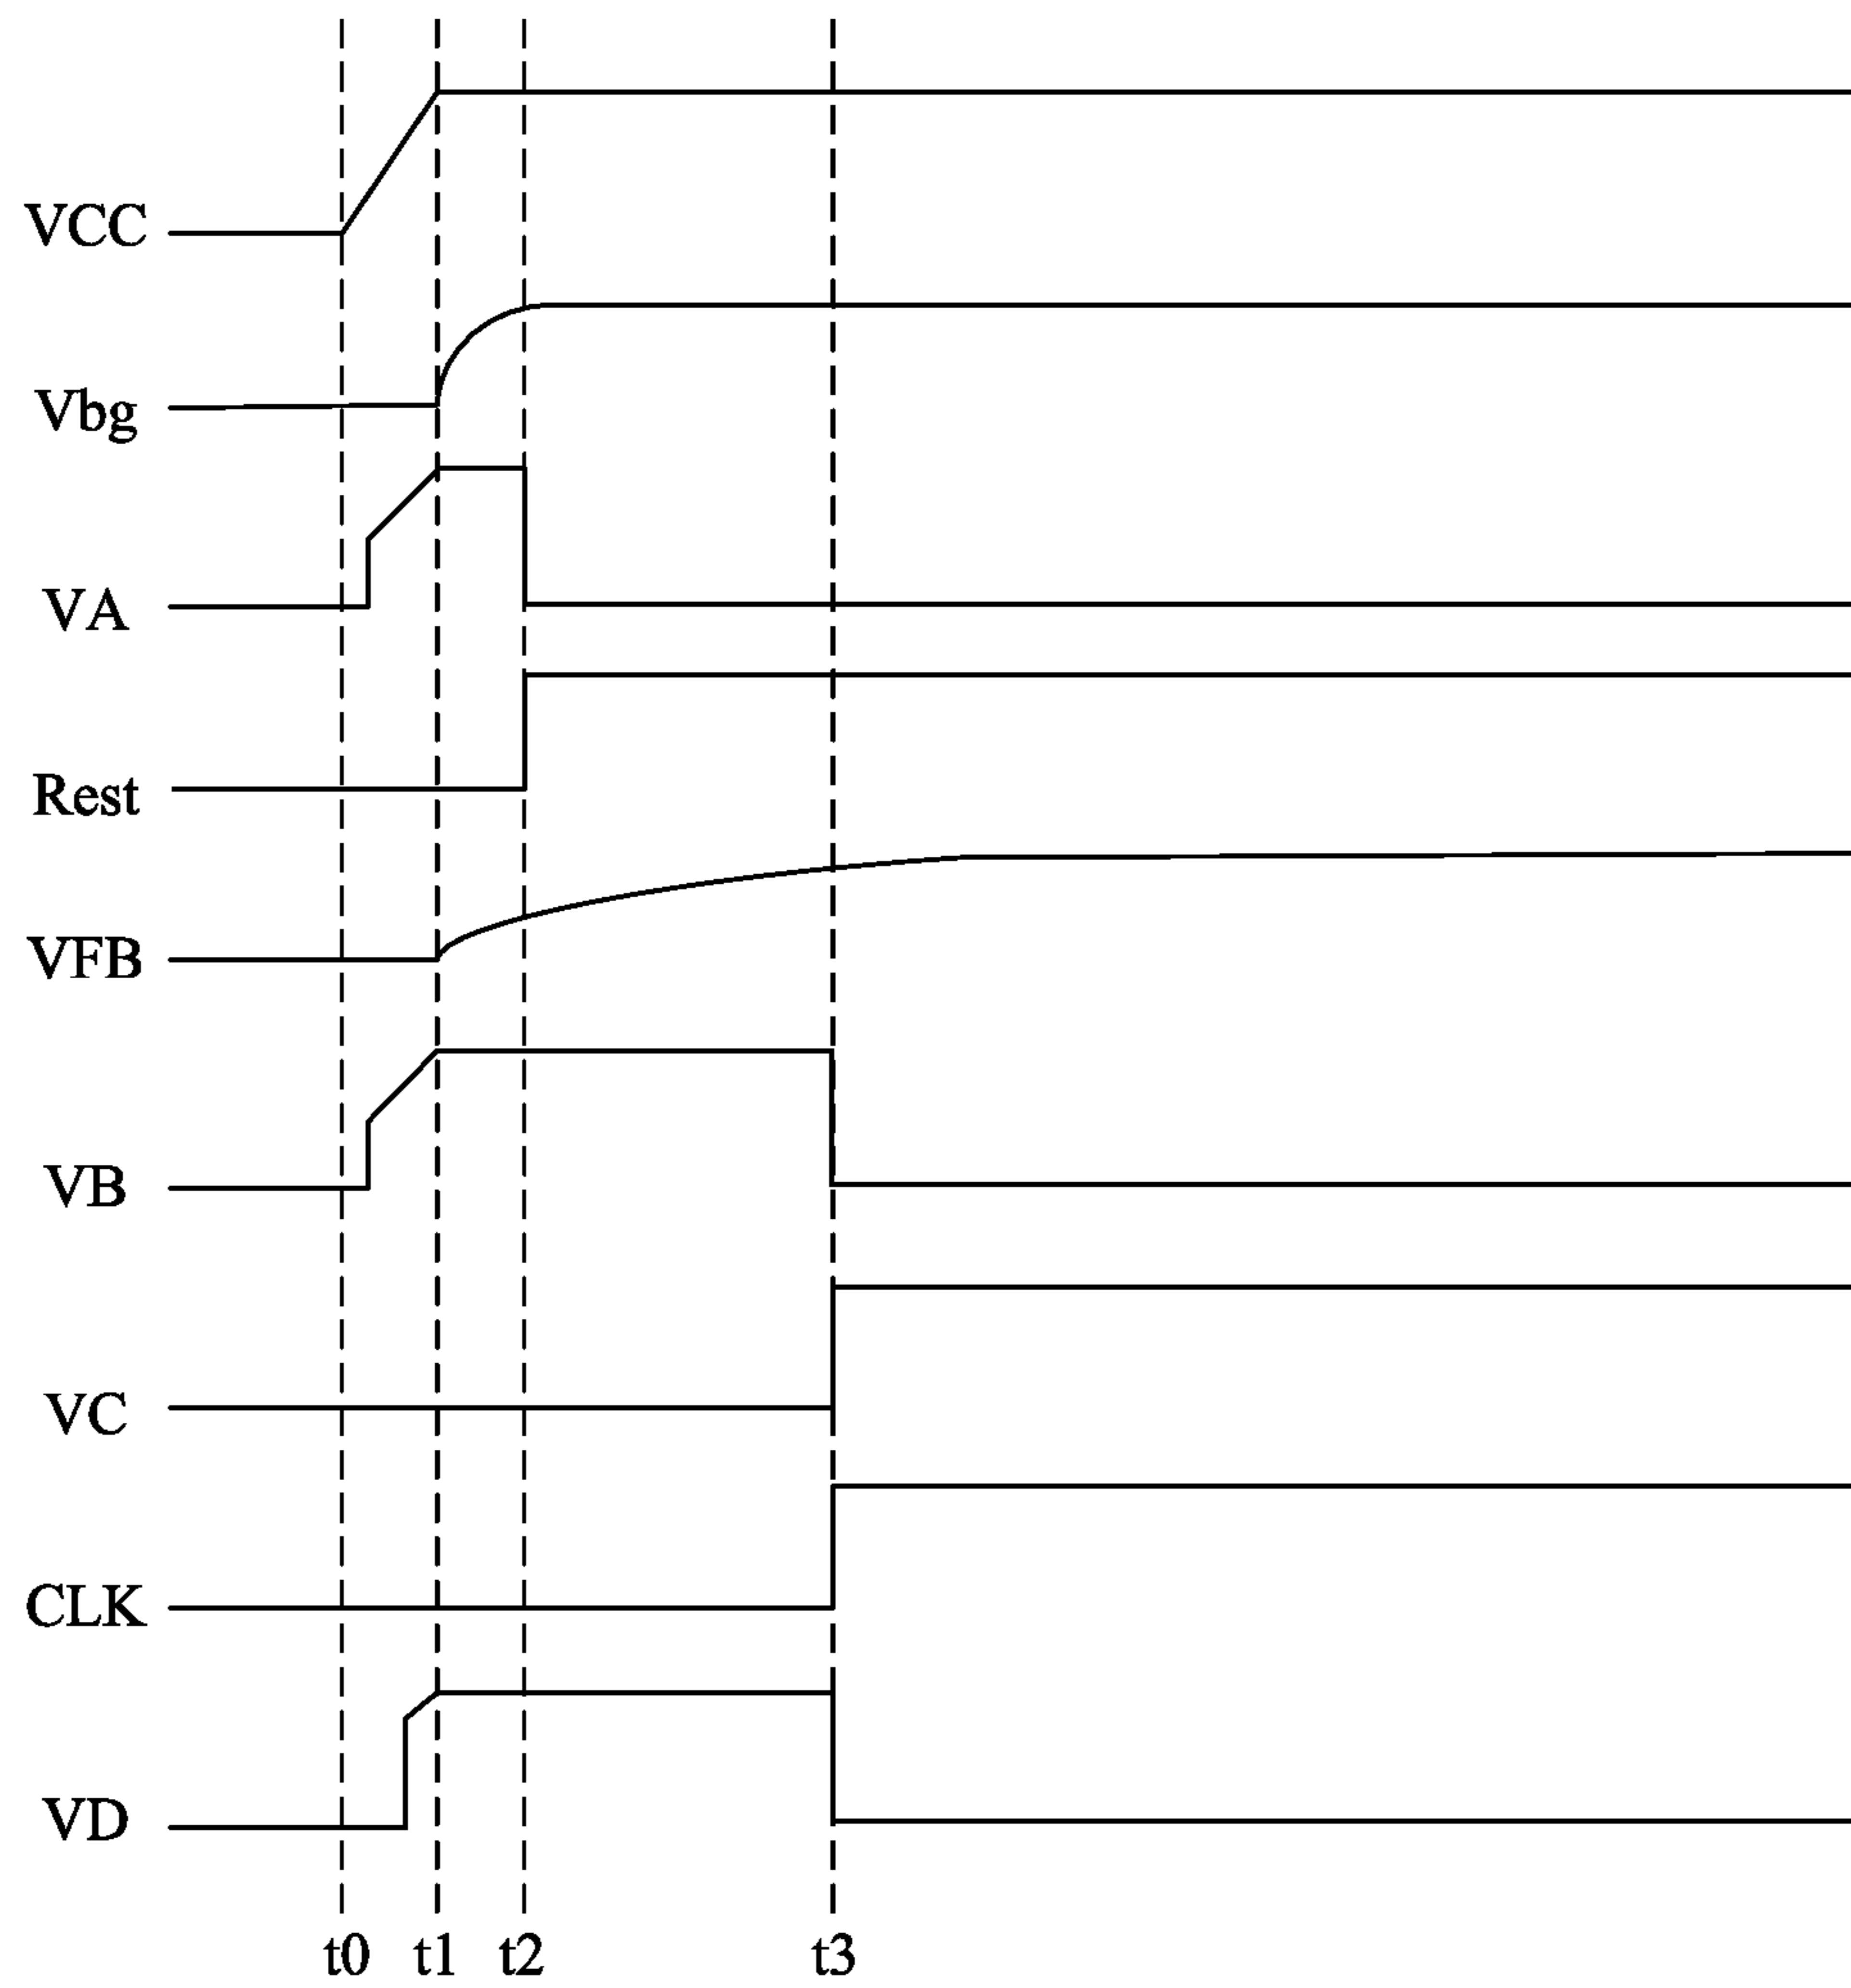 VCC
Vbg
VA
Rest
VFB
VB
VC
CLK
VD
t0 t1 t2 t3